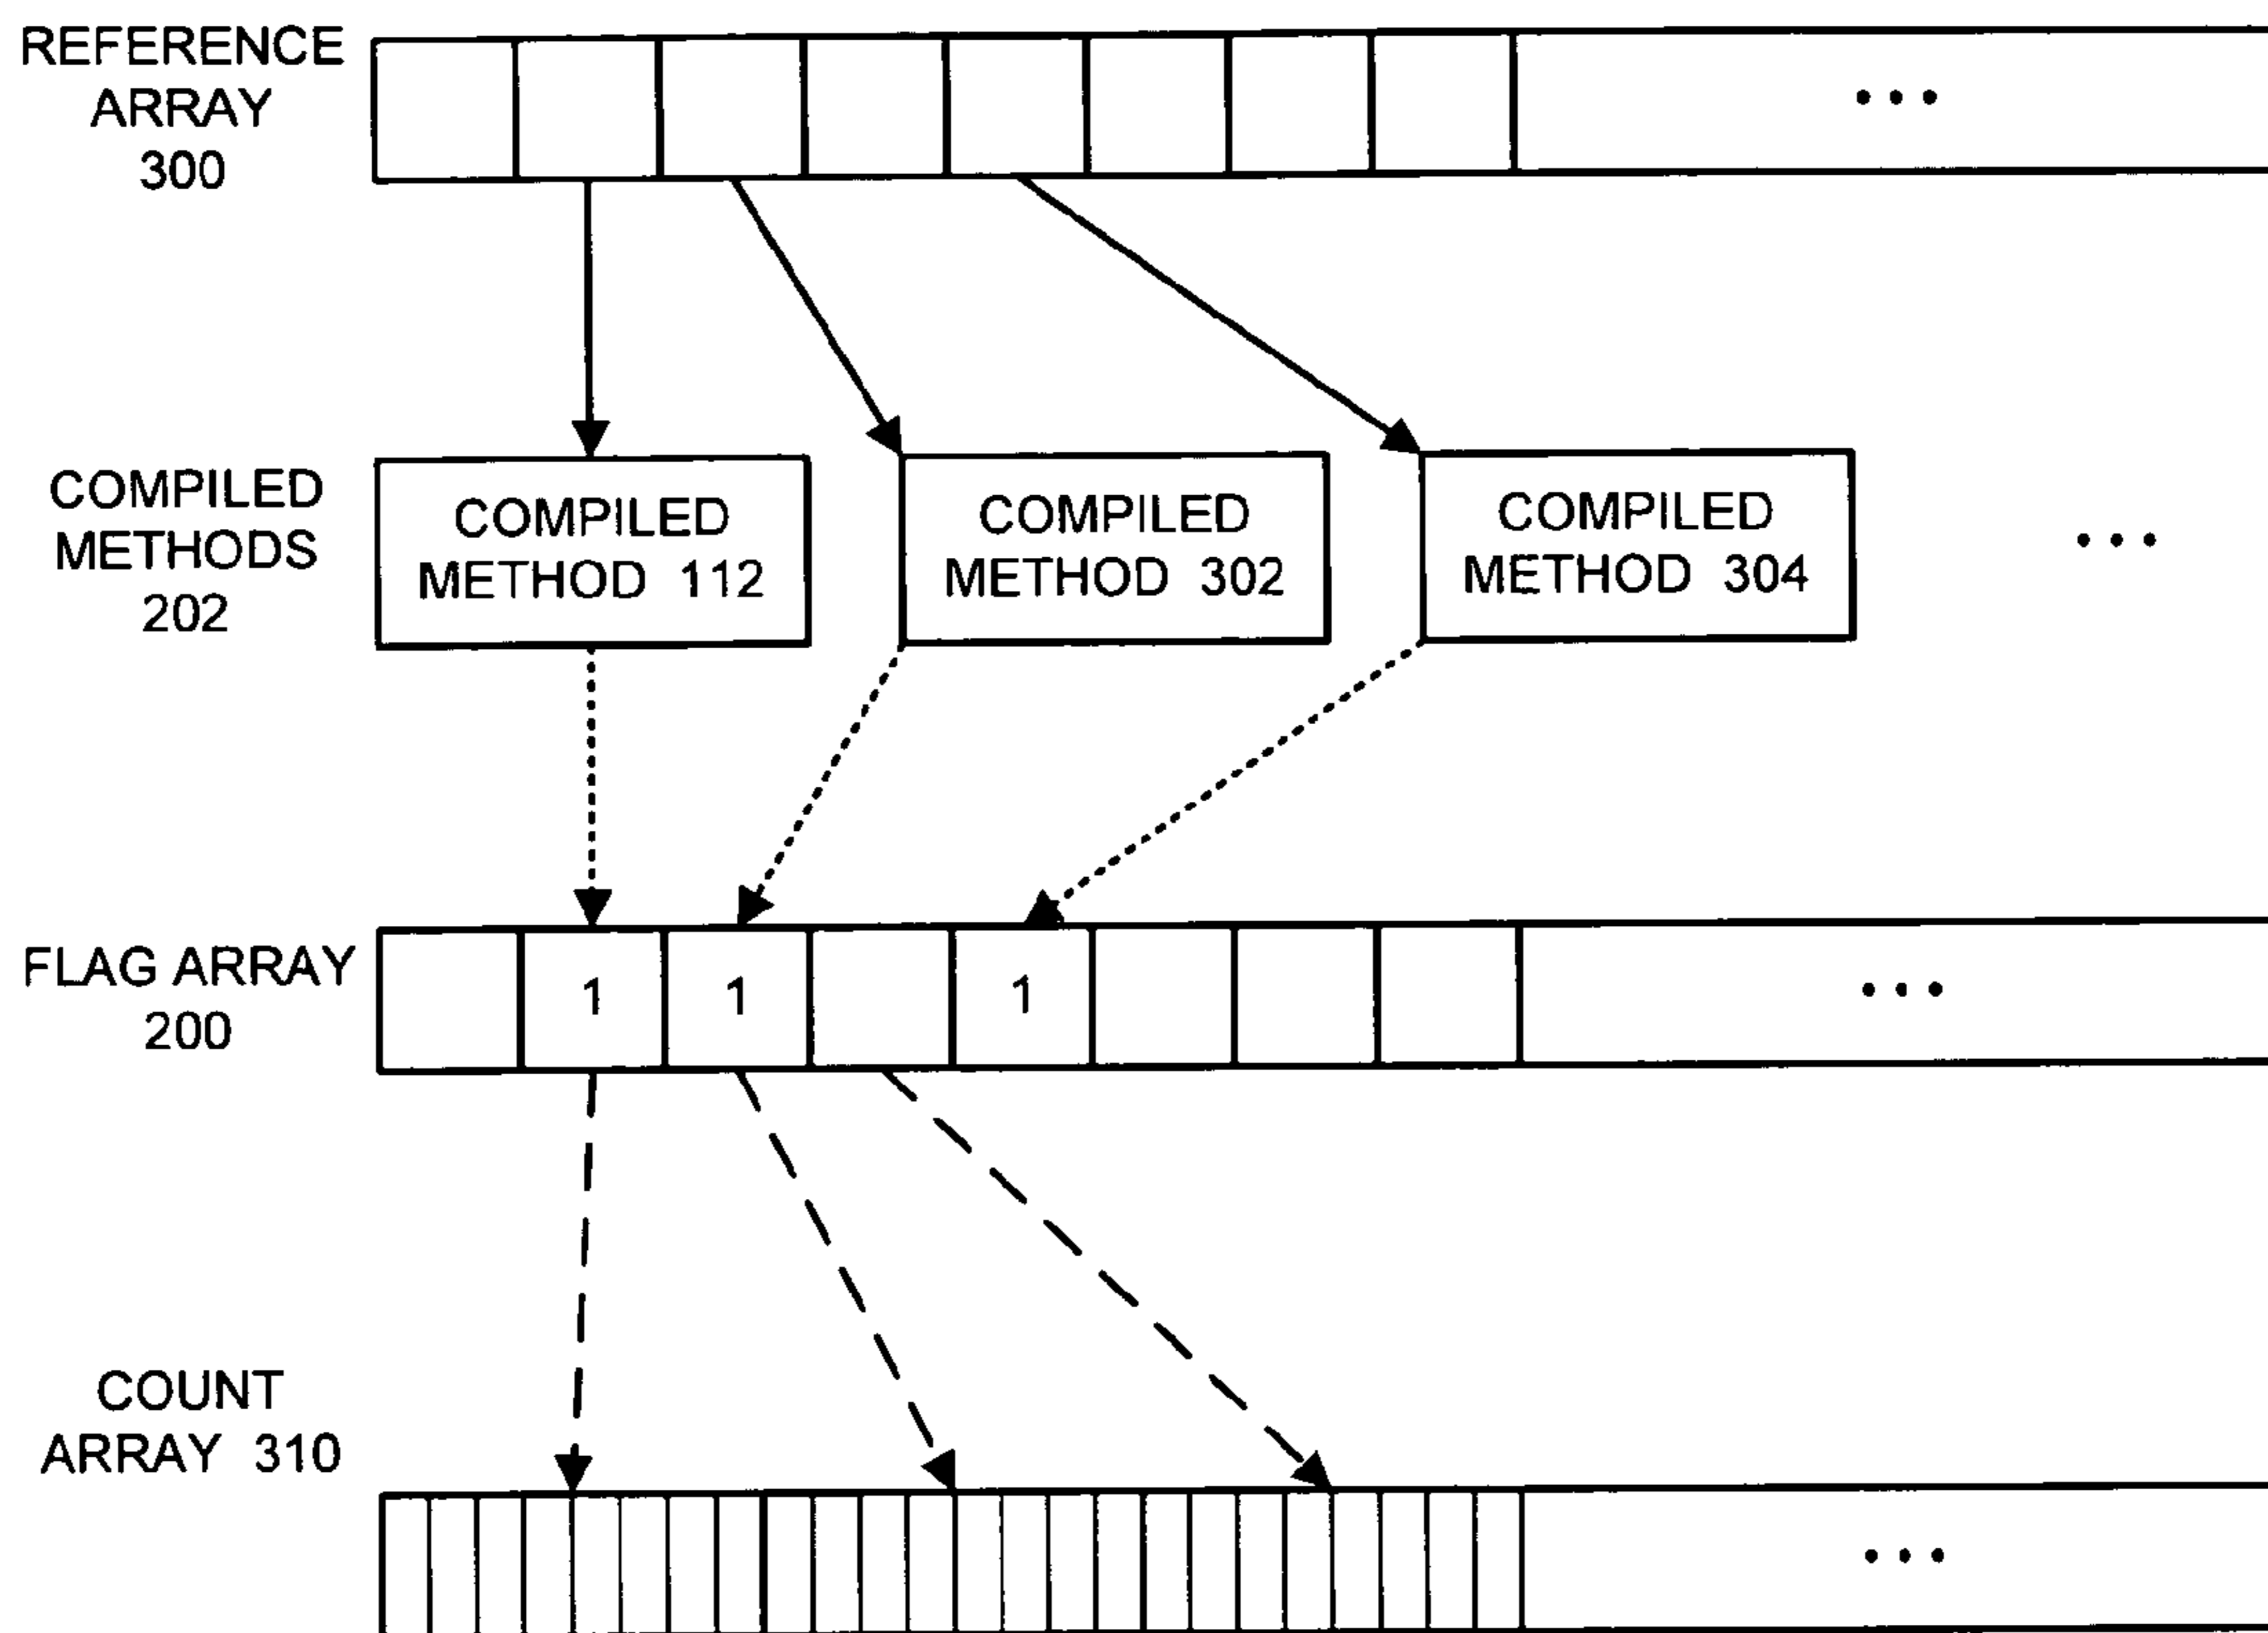 REFERENCE
ARRAY
300
...
COMPILED
METHODS
202
COMPILED
METHOD 112
COMPILED
METHOD 302
COMPILED
METHOD 304
...
FLAG ARRAY
200
1
1
1
...
COUNT
ARRAY 310
...